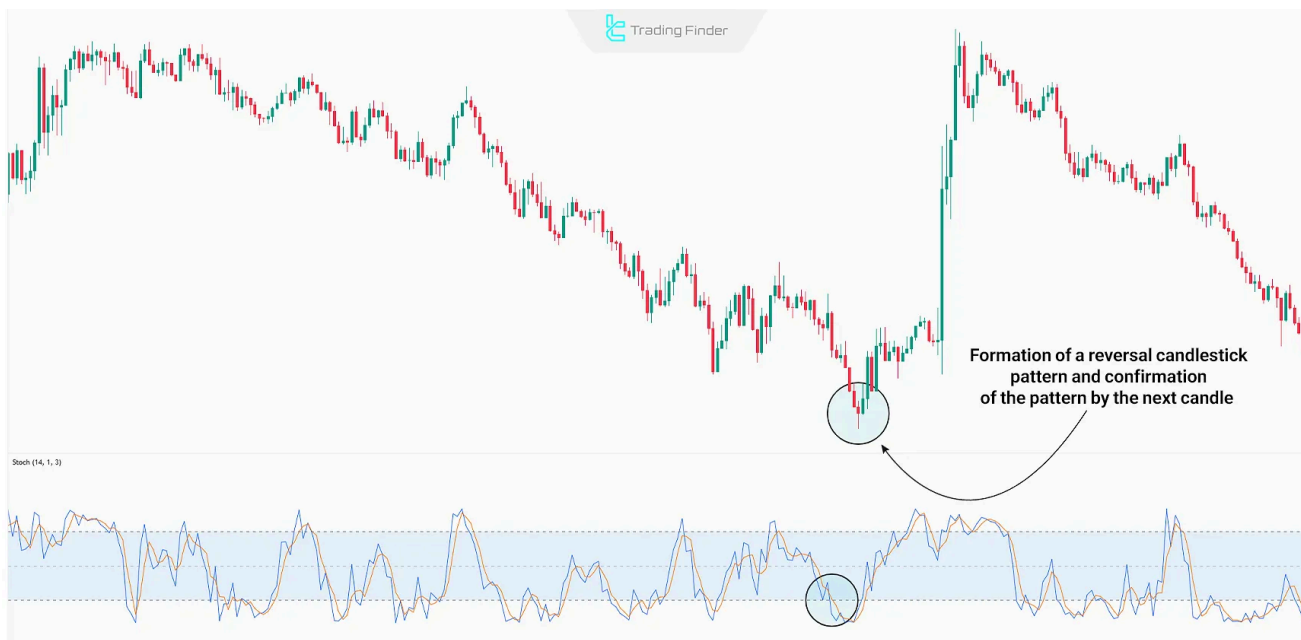 Trading Finder
Formation of a reversal candlestick
pattern and confirmation
of the pattern by the next candle
Stoch (14, 1, 3)